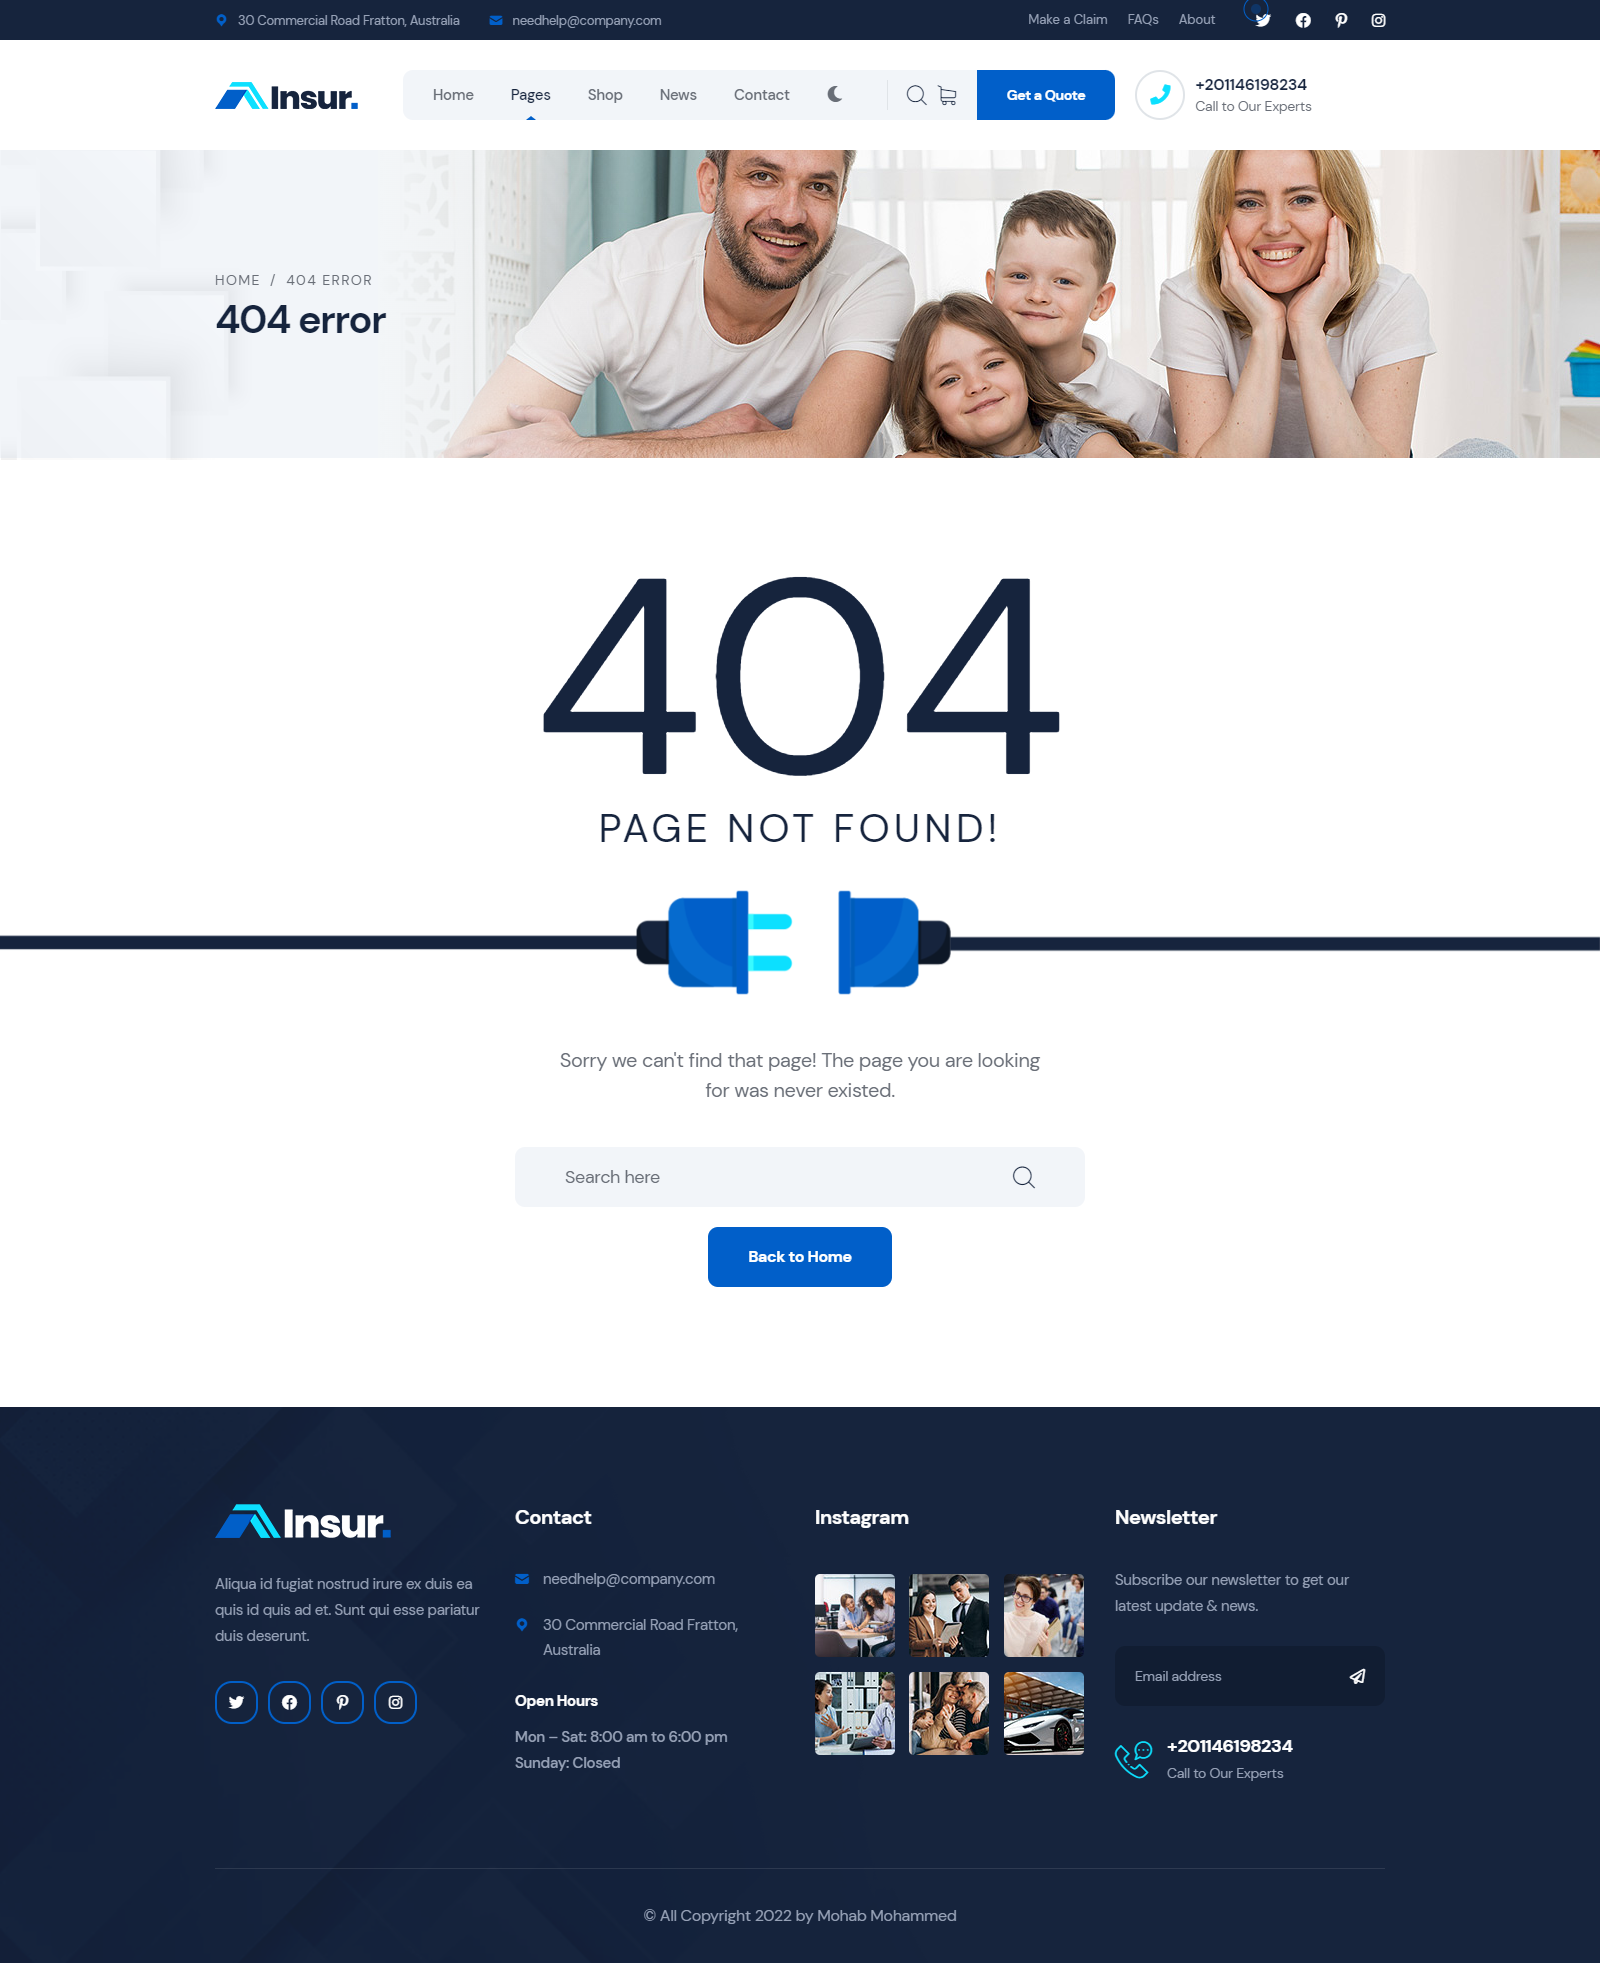 30 Commercial Road Fratton, Australia
needhelp@company.com
Make a Claim
FAQs
About
Insur.
Home
Pages
Shop
News
Contact
Get a Quote
+201146198234
Call to Our Experts
HOME / 404 ERROR
404 error
404
PAGE NOT FOUND!
Sorry we can't find that page! The page you are looking
for was never existed.
Search here
Back to Home
Insur.
Aliqua id fugiat nostrud irure ex duis ea
quis id quis ad et. Sunt qui esse pariatur
duis deserunt.
Contact
needhelp@company.com
30 Commercial Road Fratton,
Australia
Open Hours
Mon – Sat: 8:00 am to 6:00 pm
Sunday: Closed
Instagram
Newsletter
Subscribe our newsletter to get our
latest update & news.
Email address
+201146198234
Call to Our Experts
© All Copyright 2022 by Mohab Mohammed